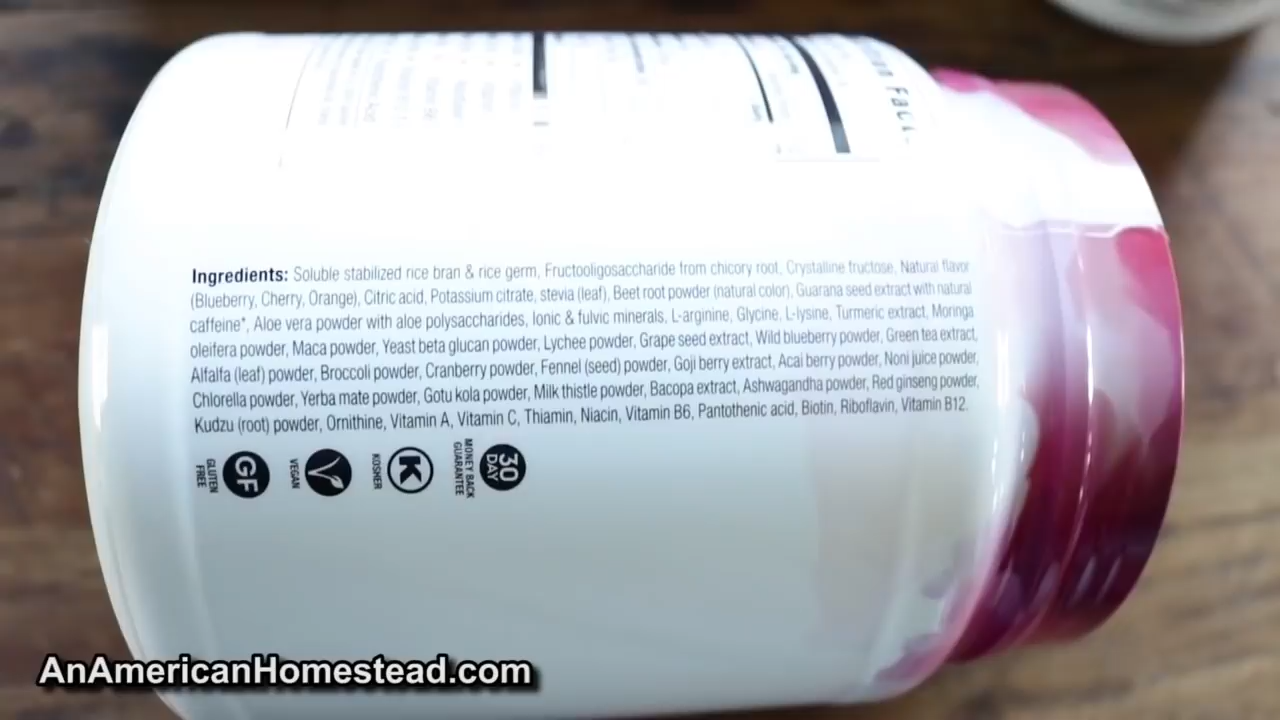 Ingredients: Soluble stabilized rice bran & rice germ, Fructooligosaccharide from chicory root, Crystalline fructose, Natural flavor
(Blueberry, Cherry, Orange), Citric acid, Potassium citrate, stevia (leaf), Beet root powder (natural color), Guarana seed extract with natural
caffeine*, Aloe vera powder with aloe polysaccharides, Ionic & fulvic minerals, L-arginine, Glycine, L-lysine, Turmeric extract, Moringa
oleifera powder, Maca powder, Yeast beta glucan powder, Lychee powder, Grape seed extract, Wild blueberry powder, Green tea extract,
Alfalfa (leaf) powder, Broccoli powder, Cranberry powder, Fennel (seed) powder, Goji berry extract, Acai berry powder, Noni juice powder,
Chlorella powder, Yerba mate powder, Gotu kola powder, Milk thistle powder, Bacopa extract, Ashwagandha powder, Red ginseng powder,
Kudzu (root) powder, Ornithine, Vitamin A, Vitamin C, Thiamin, Niacin, Vitamin B6, Pantothenic acid, Biotin, Riboflavin, Vitamin B12.
GF
GLUTEN
FREE
V
VEGAN
K
KOSHER
30
DAY
MONEY BACK
GUARANTEE
AnAmericanHomestead.com